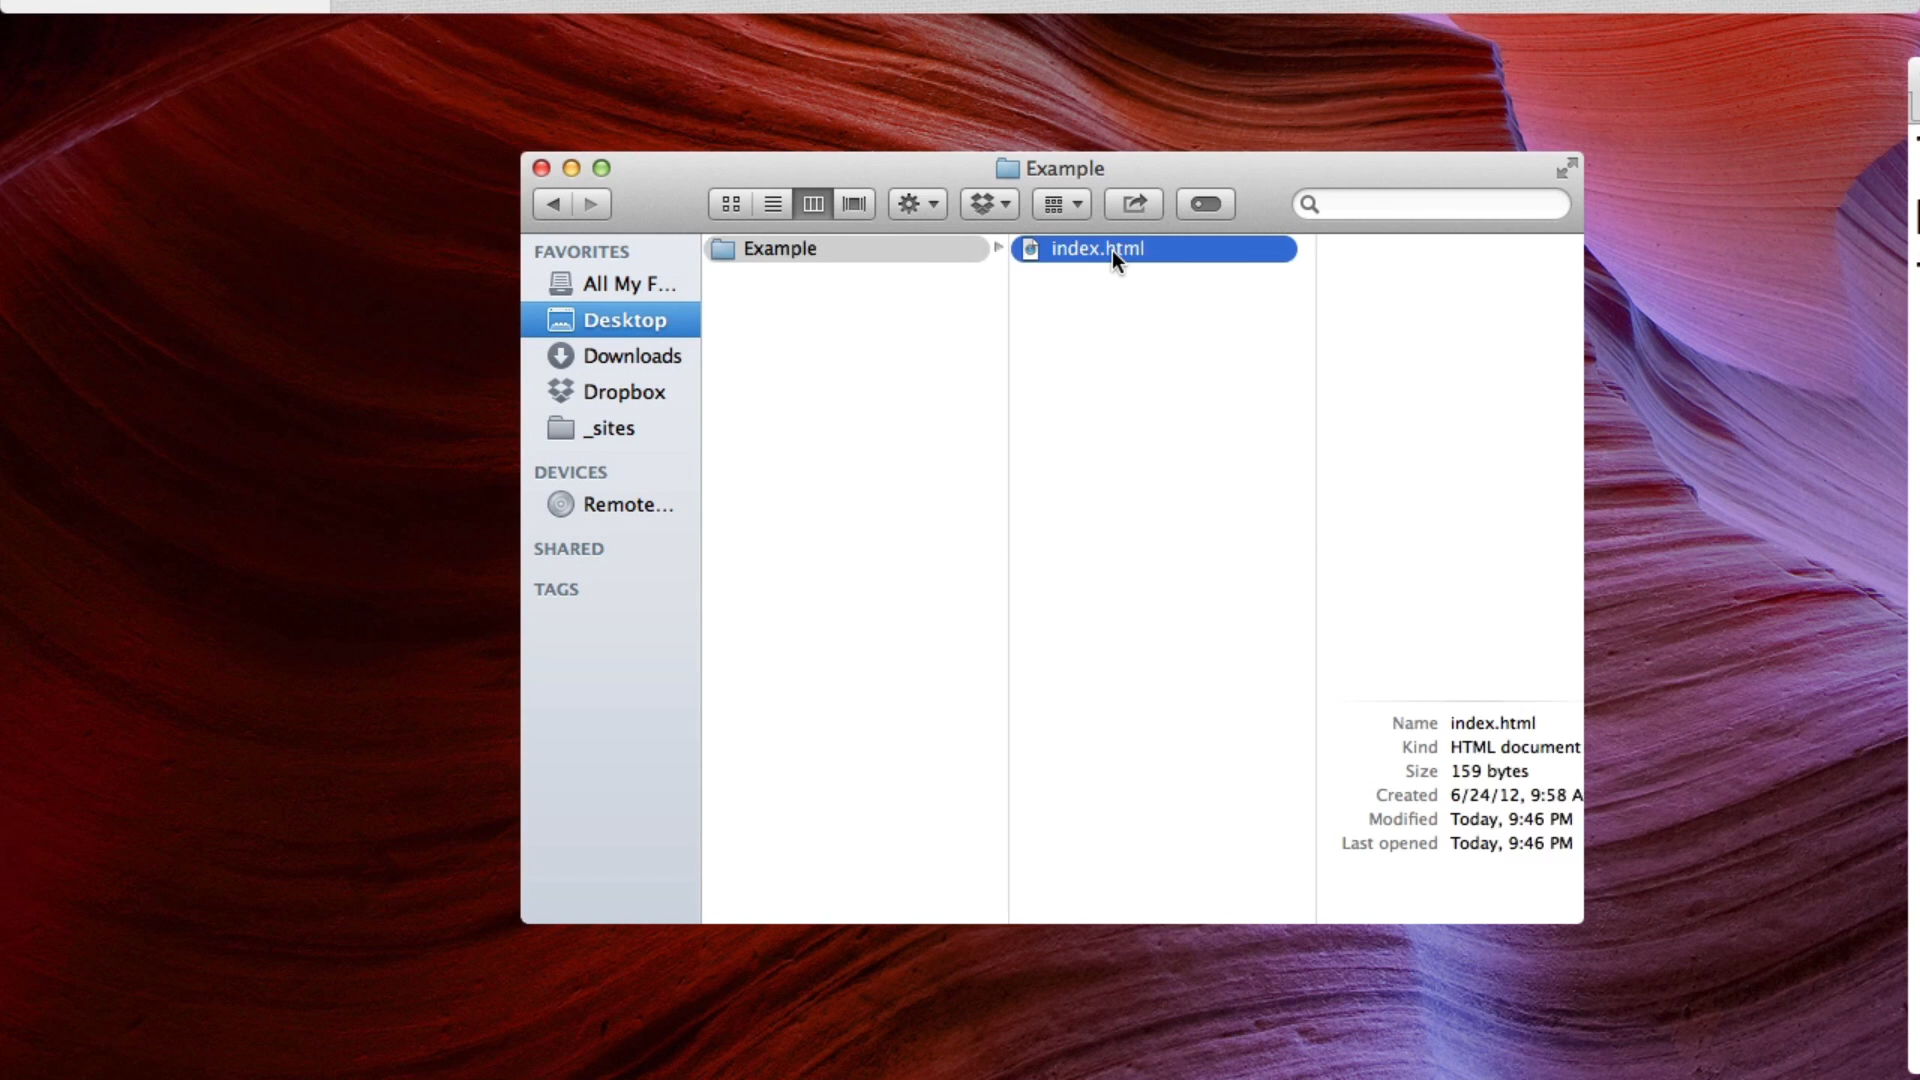 Example
FAVORITES
All My F...
Desktop
Downloads
Dropbox
_sites
DEVICES
Remote...
SHARED
TAGS
Example
index.html
Name index.html
Kind HTML document
Size 159 bytes
Created 6/24/12, 9:58 A
Modified Today, 9:46 PM
Last opened Today, 9:46 PM